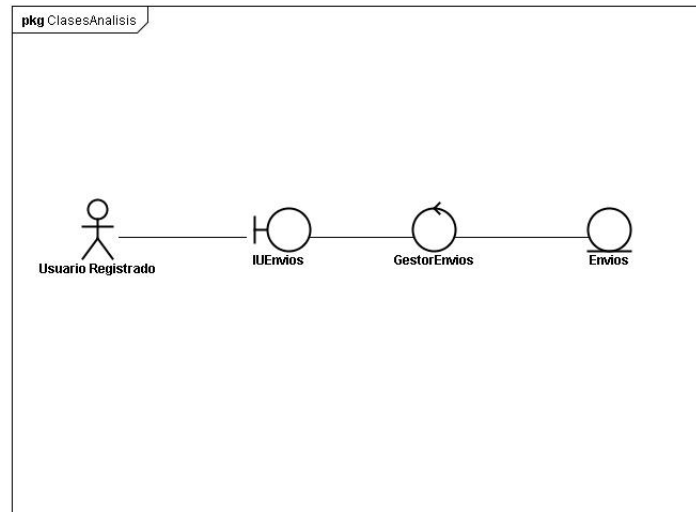 pkg ClasesAnalisis
Usuario Registrado
IUEnvios
GestorEnvios
Envios